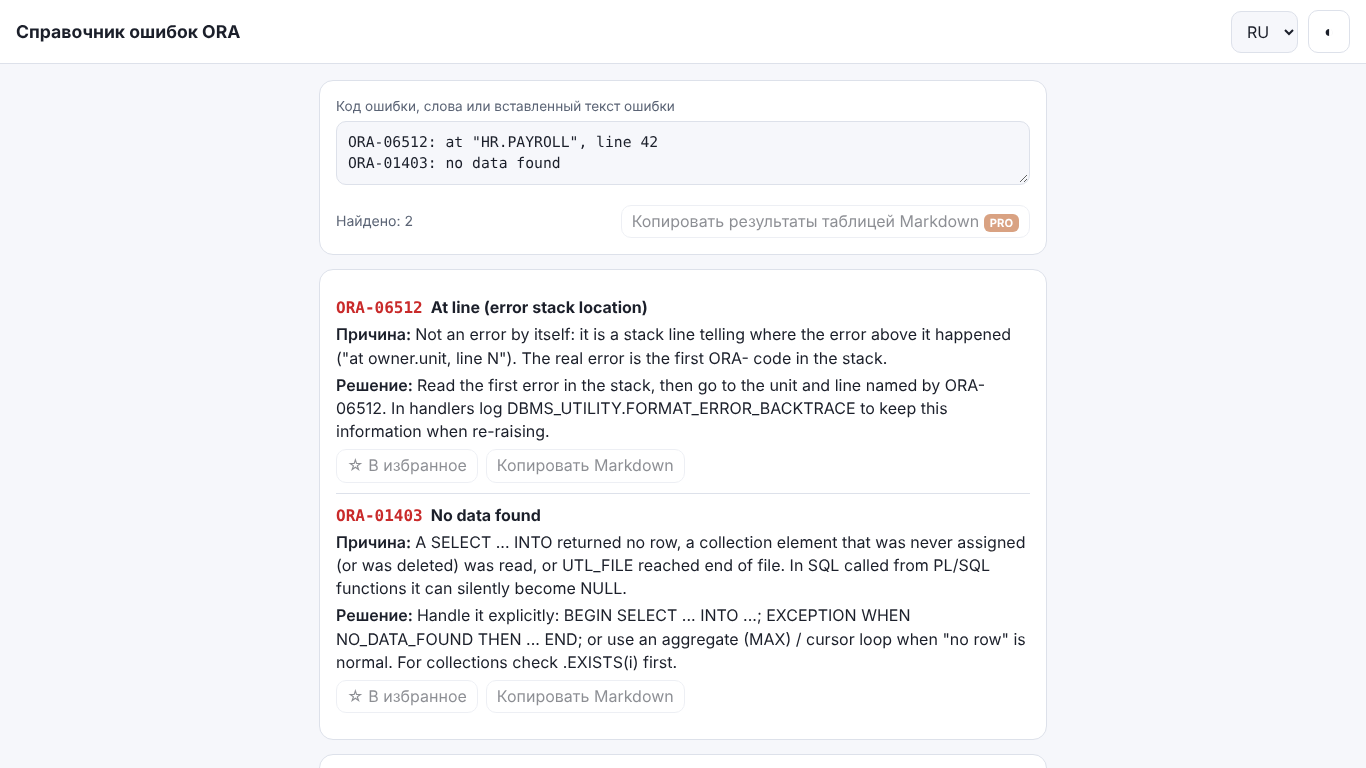 Справочник ошибок ORA
RU
Код ошибки, слова или вставленный текст ошибки
ORA-06512: at "HR.PAYROLL", line 42
ORA-01403: no data found
Найдено: 2
Копировать результаты таблицей Markdown PRO
ORA-06512 At line (error stack location)
Причина: Not an error by itself: it is a stack line telling where the error above it happened
("at owner.unit, line N"). The real error is the first ORA- code in the stack.
Решение: Read the first error in the stack, then go to the unit and line named by ORA-
06512. In handlers log DBMS_UTILITY.FORMAT_ERROR_BACKTRACE to keep this
information when re-raising.
☆ В избранное Копировать Markdown
ORA-01403 No data found
Причина: A SELECT ... INTO returned no row, a collection element that was never assigned
(or was deleted) was read, or UTL_FILE reached end of file. In SQL called from PL/SQL
functions it can silently become NULL.
Решение: Handle it explicitly: BEGIN SELECT ... INTO ...; EXCEPTION WHEN
NO_DATA_FOUND THEN ... END; or use an aggregate (MAX) / cursor loop when "no row" is
normal. For collections check .EXISTS(i) first.
☆ В избранное Копировать Markdown